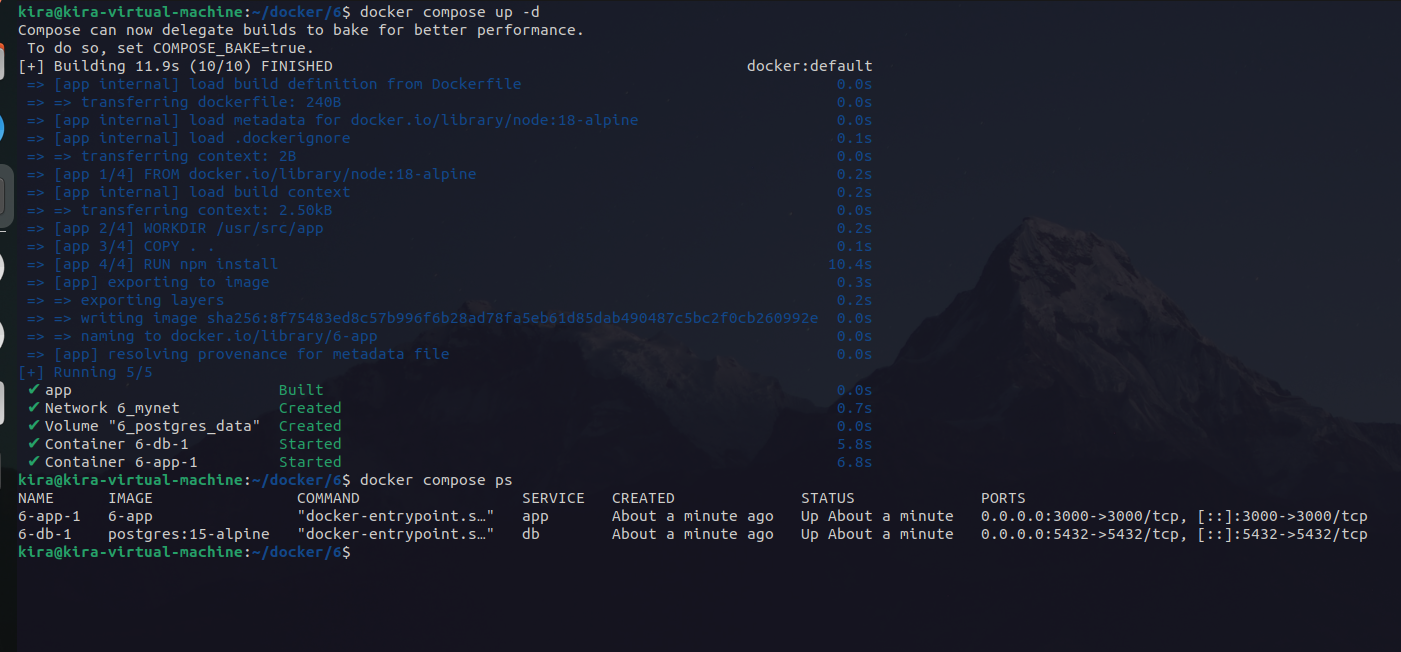 kira@kira-virtual-machine:~/docker/6$ docker compose up -d
Compose can now delegate builds to bake for better performance.
 To do so, set COMPOSE_BAKE=true.
[+] Building 11.9s (10/10) FINISHED docker:default
 => [app internal] load build definition from Dockerfile 0.0s
 => => transferring dockerfile: 240B 0.0s
 => [app internal] load metadata for docker.io/library/node:18-alpine 0.0s
 => [app internal] load .dockerignore 0.1s
 => => transferring context: 2B 0.0s
 => [app 1/4] FROM docker.io/library/node:18-alpine 0.2s
 => [app internal] load build context 0.2s
 => => transferring context: 2.50kB 0.0s
 => [app 2/4] WORKDIR /usr/src/app 0.2s
 => [app 3/4] COPY . . 0.1s
 => [app 4/4] RUN npm install 10.4s
 => [app] exporting to image 0.3s
 => => exporting layers 0.2s
 => => writing image sha256:8f75483ed8c57b996f6b28ad78fa5eb61d85dab490487c5bc2f0cb260992e 0.0s
 => => naming to docker.io/library/6-app 0.0s
 => [app] resolving provenance for metadata file 0.0s
[+] Running 5/5
 ✔ app Built 0.0s
 ✔ Network 6_mynet Created 0.7s
 ✔ Volume "6_postgres_data" Created 0.0s
 ✔ Container 6-db-1 Started 5.8s
 ✔ Container 6-app-1 Started 6.8s
kira@kira-virtual-machine:~/docker/6$ docker compose ps
NAME IMAGE COMMAND SERVICE CREATED STATUS PORTS
6-app-1 6-app "docker-entrypoint.s…" app About a minute ago Up About a minute 0.0.0.0:3000->3000/tcp, [::]:3000->3000/tcp
6-db-1 postgres:15-alpine "docker-entrypoint.s…" db About a minute ago Up About a minute 0.0.0.0:5432->5432/tcp, [::]:5432->5432/tcp
kira@kira-virtual-machine:~/docker/6$